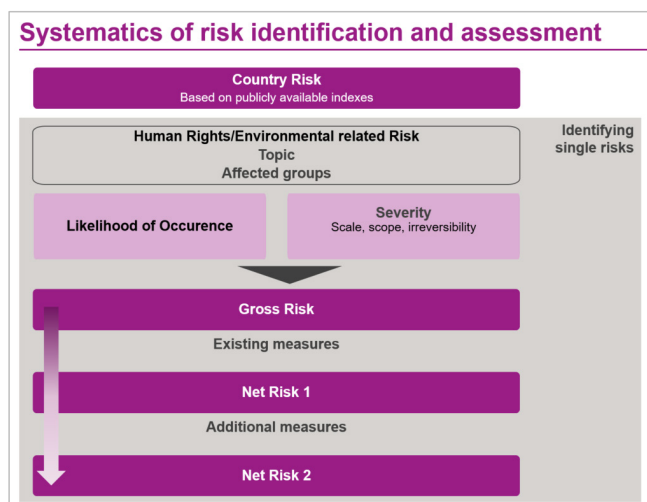 Systematics of risk identification and assessment
Country Risk
Based on publicly available indexes
Human Rights/Environmental related Risk
Topic
Affected groups
Identifying
single risks
Likelihood of Occurence
Severity
Scale, scope, irreversibility
Gross Risk
Existing measures
Net Risk 1
Additional measures
Net Risk 2